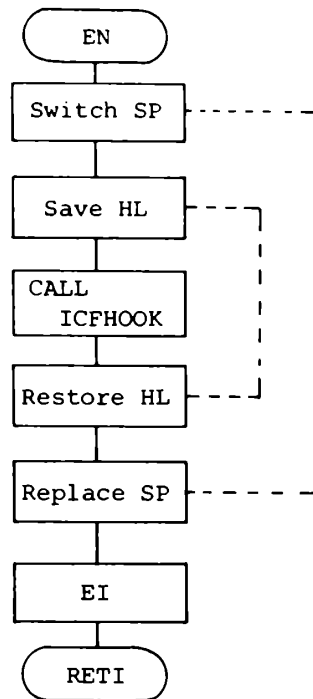 EN
Switch SP
Save HL
CALL
ICFHOOK
Restore HL
Replace SP
EI
RETI